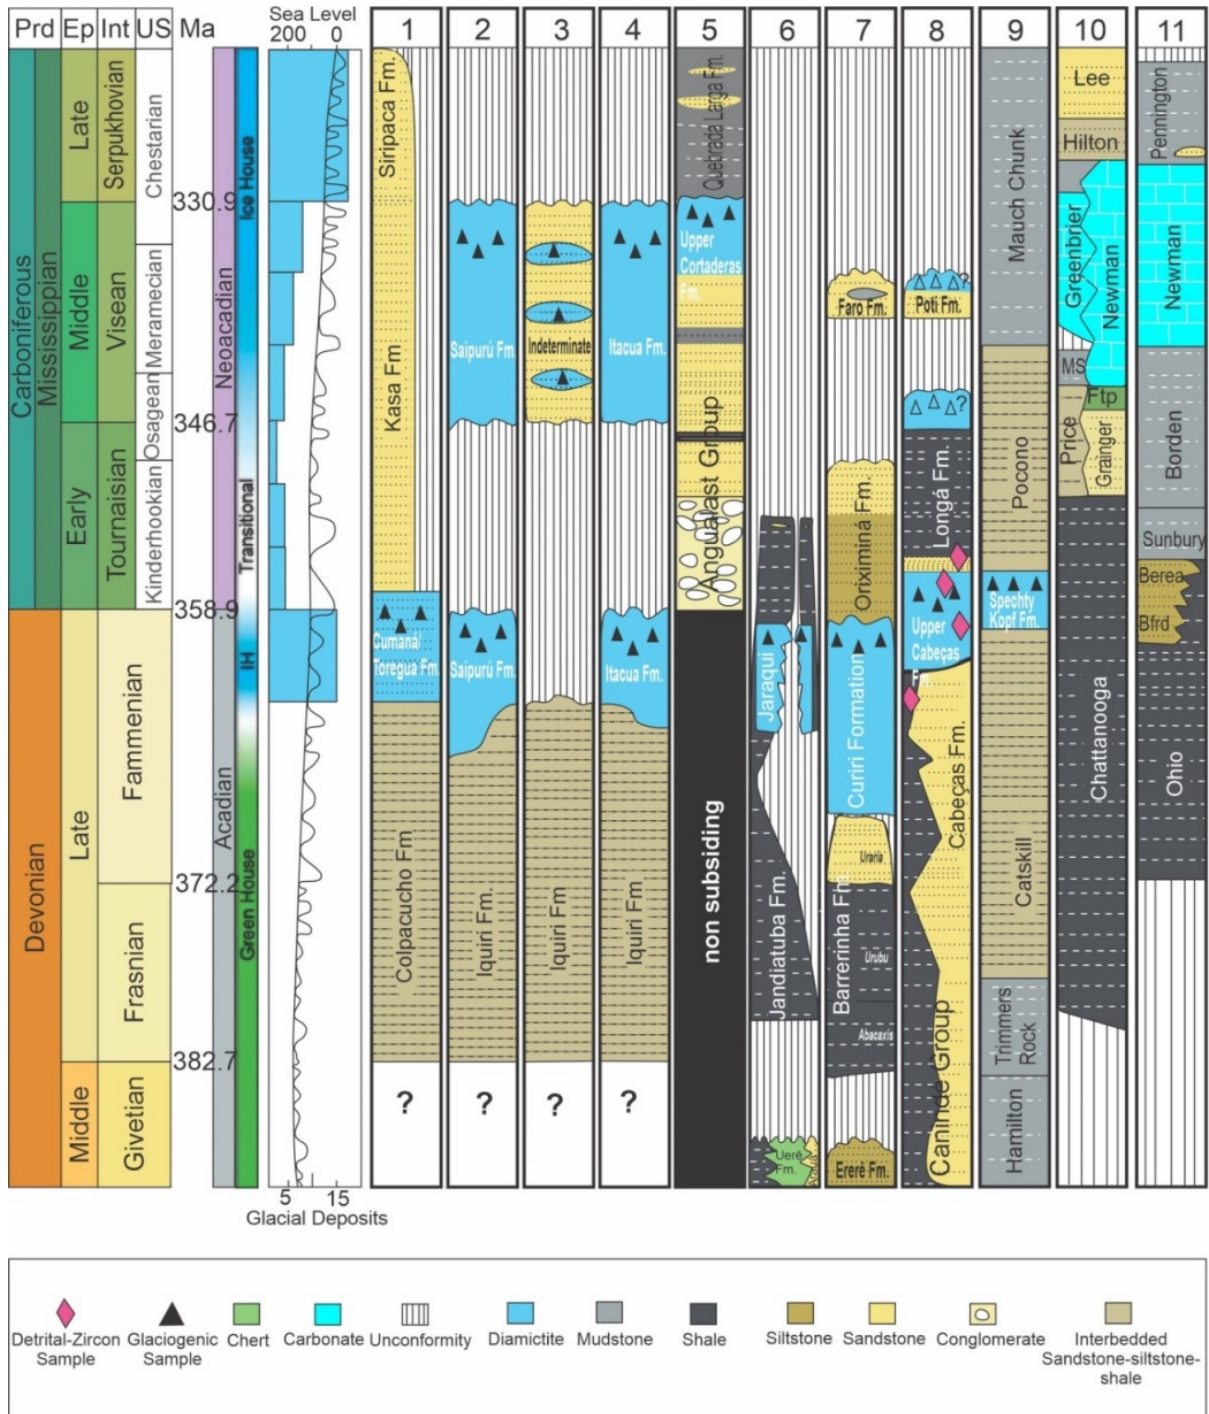 Sea Level
Prd Ep Int US Ma 200 0 1 2 3 4 5 6 7 8 9 10 11
Carboniferous
Mississippian
Late
Serpukhovian
Chestarian
Middle
Visean
Meramecian
Osagean
Early
Tournaisian
Kinderhookian
Devonian
Late
Fammenian
Frasnian
Middle
Givetian
330.9
346.7
358.9
372.2
382.7
Neoacadian
Acadian
Ice House
Transitional
IH
Green House
5 15
Glacial Deposits
Siripaca Fm.
Kasa Fm
Cumaná/
Toregua Fm.
Colpacucho Fm
?
Saipurú Fm.
Saipurú Fm.
Iquiri Fm.
?
Indeterminate
Iquiri Fm
?
Itacua Fm.
Itacua Fm.
Iquiri Fm
?
Quebrada Larga Fm.
Upper
Cortaderas
Fm.
Angualast Group
non subsiding
Jaraqui
Jandiatuba Fm.
Uerê
Fm.
Faro Fm.
Oriximiná Fm.
Curiri Formation
Uraria
Barreirinha Fm
Urubu
Abacaxis
Ererê Fm.
?
Poti Fm.
?
Longá Fm.
Upper
Cabeças
Fm.
Cabeças Fm.
Caninde Group
Mauch Chunk
Pocono
Spechty
Kopf Fm.
Catskill
Trimmers
Rock
Hamilton
Lee
Hilton
Greenbrier
Newman
MS
Ftp
Price
Grainger
Chattanooga
Pennington
Newman
Borden
Sunbury
Berea
Bfrd
Ohio
Detrital-Zircon
Sample
Glaciogenic
Sample
Chert
Carbonate
Unconformity
Diamictite
Mudstone
Shale
Siltstone
Sandstone
Conglomerate
Interbedded
Sandstone-siltstone-
shale